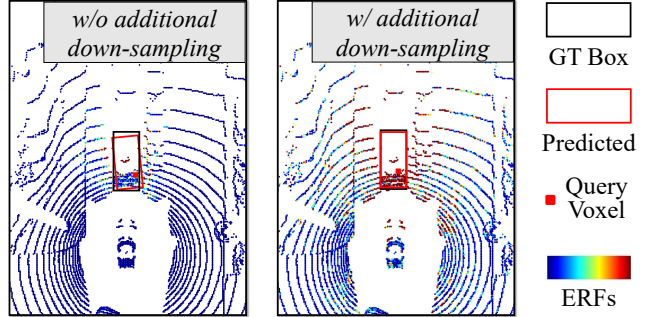 w/o additional
down-sampling
w/ additional
down-sampling
GT Box
Predicted
Query
Voxel
ERFs